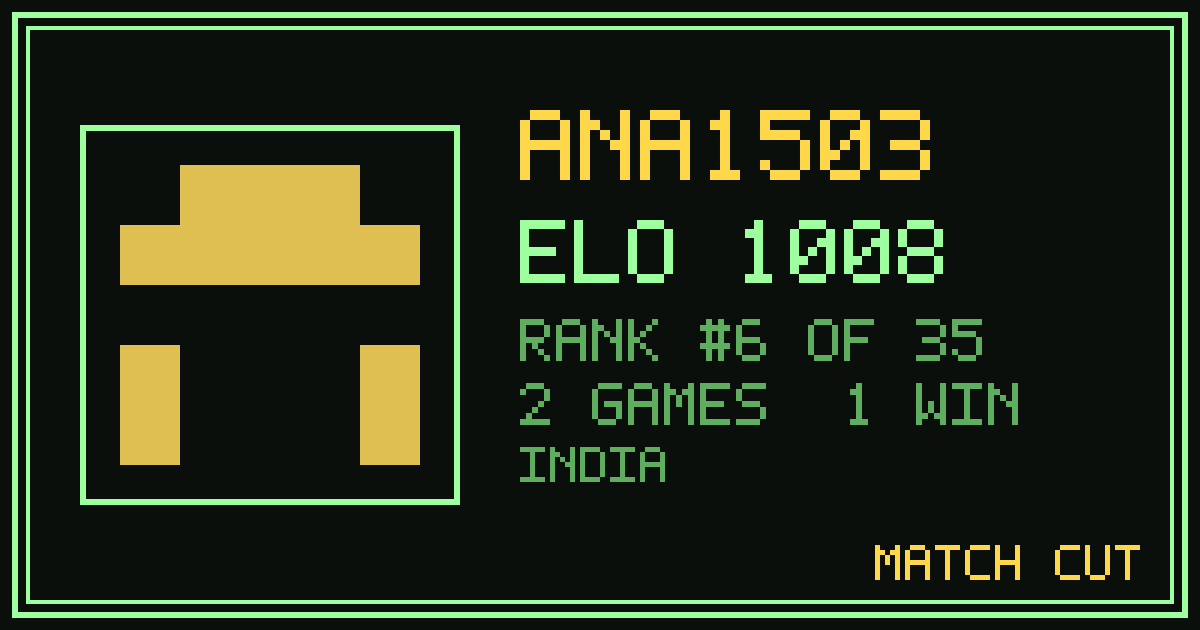 ANA1503
ELO 1008
RANK #6 OF 35
2 GAMES 1 WIN
INDIA
MATCH CUT